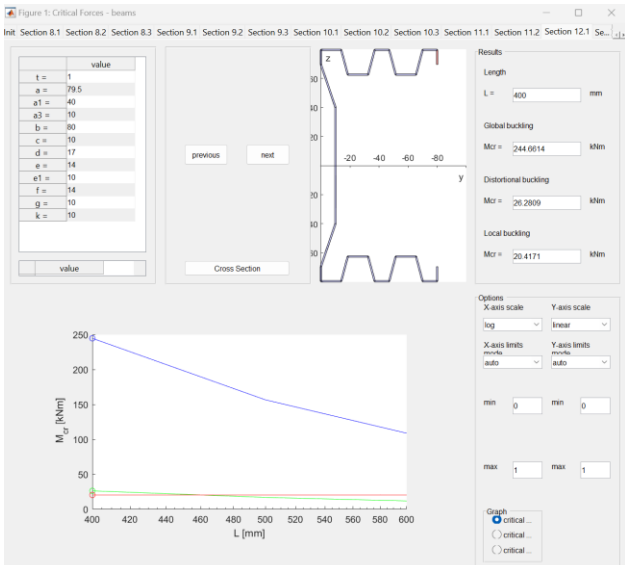 Figure 1: Critical Forces - beams
Init Section 8.1 Section 8.2 Section 8.3 Section 9.1 Section 9.2 Section 9.3 Section 10.1 Section 10.2 Section 10.3 Section 11.1 Section 11.2 Section 12.1 Se...
value
t = 1
a = 79.5
a1 = 40
a3 = 10
b = 80
c = 10
d = 17
e = 14
e1 = 10
f = 14
g = 10
k = 10
value
previous next
Cross Section
z
60
40
20
-20 -40 -60 -80
y
20
40
60
Results
Length
L = 400 mm
Global buckling
Mcr = 244.6614 kNm
Distortional buckling
Mcr = 26.2809 kNm
Local buckling
Mcr = 20.4171 kNm
Options
X-axis scale Y-axis scale
log linear
X-axis limits mode Y-axis limits mode
auto auto
min 0 min 0
max 1 max 1
Graph
critical ...
critical ...
critical ...
250
200
150
100
50
0
400 420 440 460 480 500 520 540 560 580 600
Mcr [kNm]
L [mm]